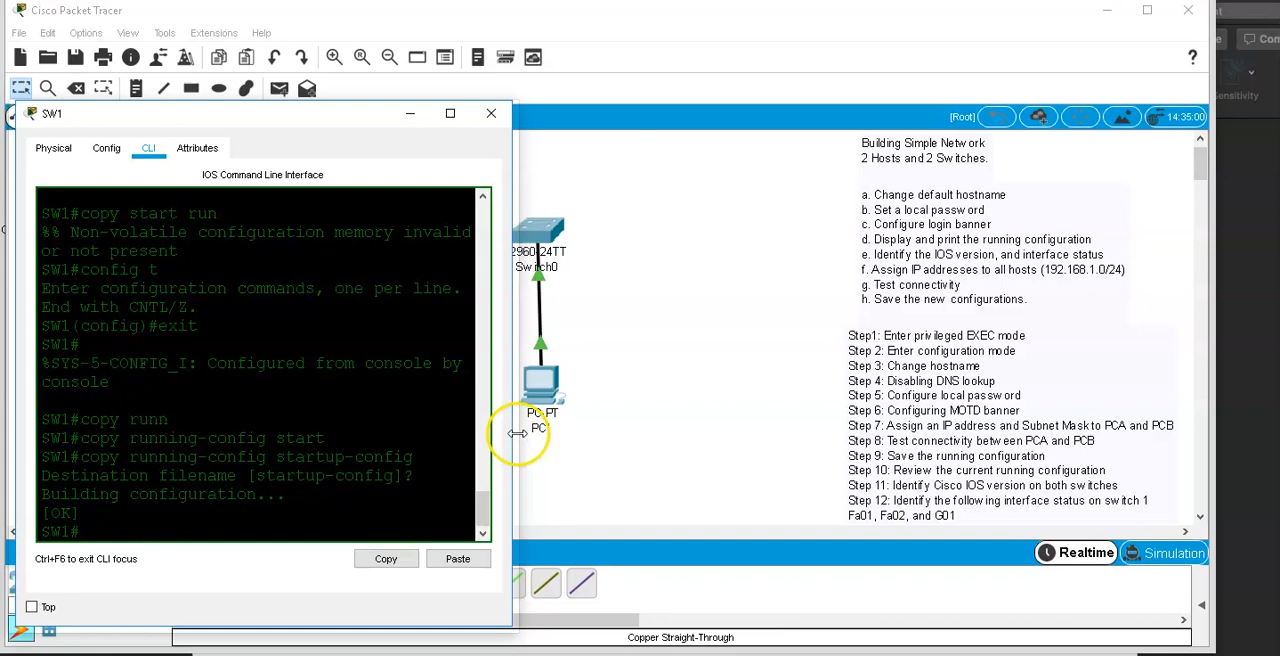 Cisco Packet Tracer
File Edit Options View Tools Extensions Help
SW1
[Root]
14:35:00
Physical Config CLI Attributes
IOS Command Line Interface
SW1#copy start run
%% Non-volatile configuration memory invalid
or not present
SW1#config t
Enter configuration commands, one per line.
End with CNTL/Z.
SW1(config)#exit
SW1#
%SYS-5-CONFIG_I: Configured from console by
console
SW1#copy runn
SW1#copy running-config start
SW1#copy running-config startup-config
Destination filename [startup-config]?
Building configuration...
[OK]
SW1#
Ctrl+F6 to exit CLI focus
Copy
Paste
Top
2960-24TT
Switch0
PC-PT
Building Simple Network
2 Hosts and 2 Switches.
a. Change default hostname
b. Set a local password
c. Configure login banner
d. Display and print the running configuration
e. Identify the IOS version, and interface status
f. Assign IP addresses to all hosts (192.168.1.0/24)
g. Test connectivity
h. Save the new configurations.
Step1: Enter privileged EXEC mode
Step 2: Enter configuration mode
Step 3: Change hostname
Step 4: Disabling DNS lookup
Step 5: Configure local password
Step 6: Configuring MOTD banner
Step 7: Assign an IP address and Subnet Mask to PCA and PCB
Step 8: Test connectivity between PCA and PCB
Step 9: Save the running configuration
Step 10: Review the current running configuration
Step 11: Identify Cisco IOS version on both switches
Step 12: Identify the following interface status on switch 1
Fa01, Fa02, and G01
Realtime
Simulation
Copper Straight-Through